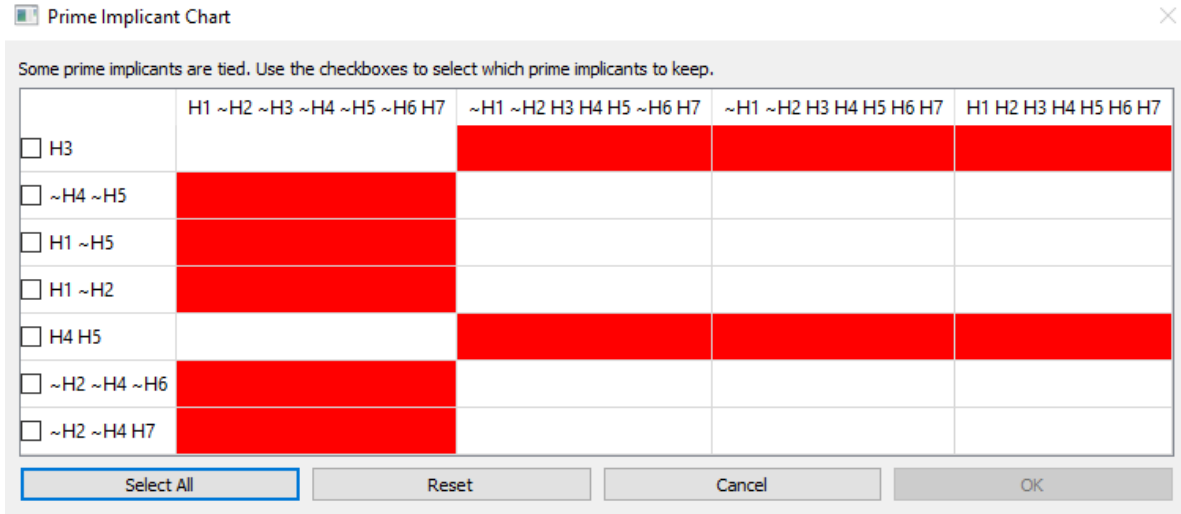 Prime Implicant Chart
Some prime implicants are tied. Use the checkboxes to select which prime implicants to keep.
H1 ~H2 ~H3 ~H4 ~H5 ~H6 H7 ~H1 ~H2 H3 H4 H5 ~H6 H7 ~H1 ~H2 H3 H4 H5 H6 H7 H1 H2 H3 H4 H5 H6 H7
H3
~H4 ~H5
H1 ~H5
H1 ~H2
H4 H5
~H2 ~H4 ~H6
~H2 ~H4 H7
Select All Reset Cancel OK